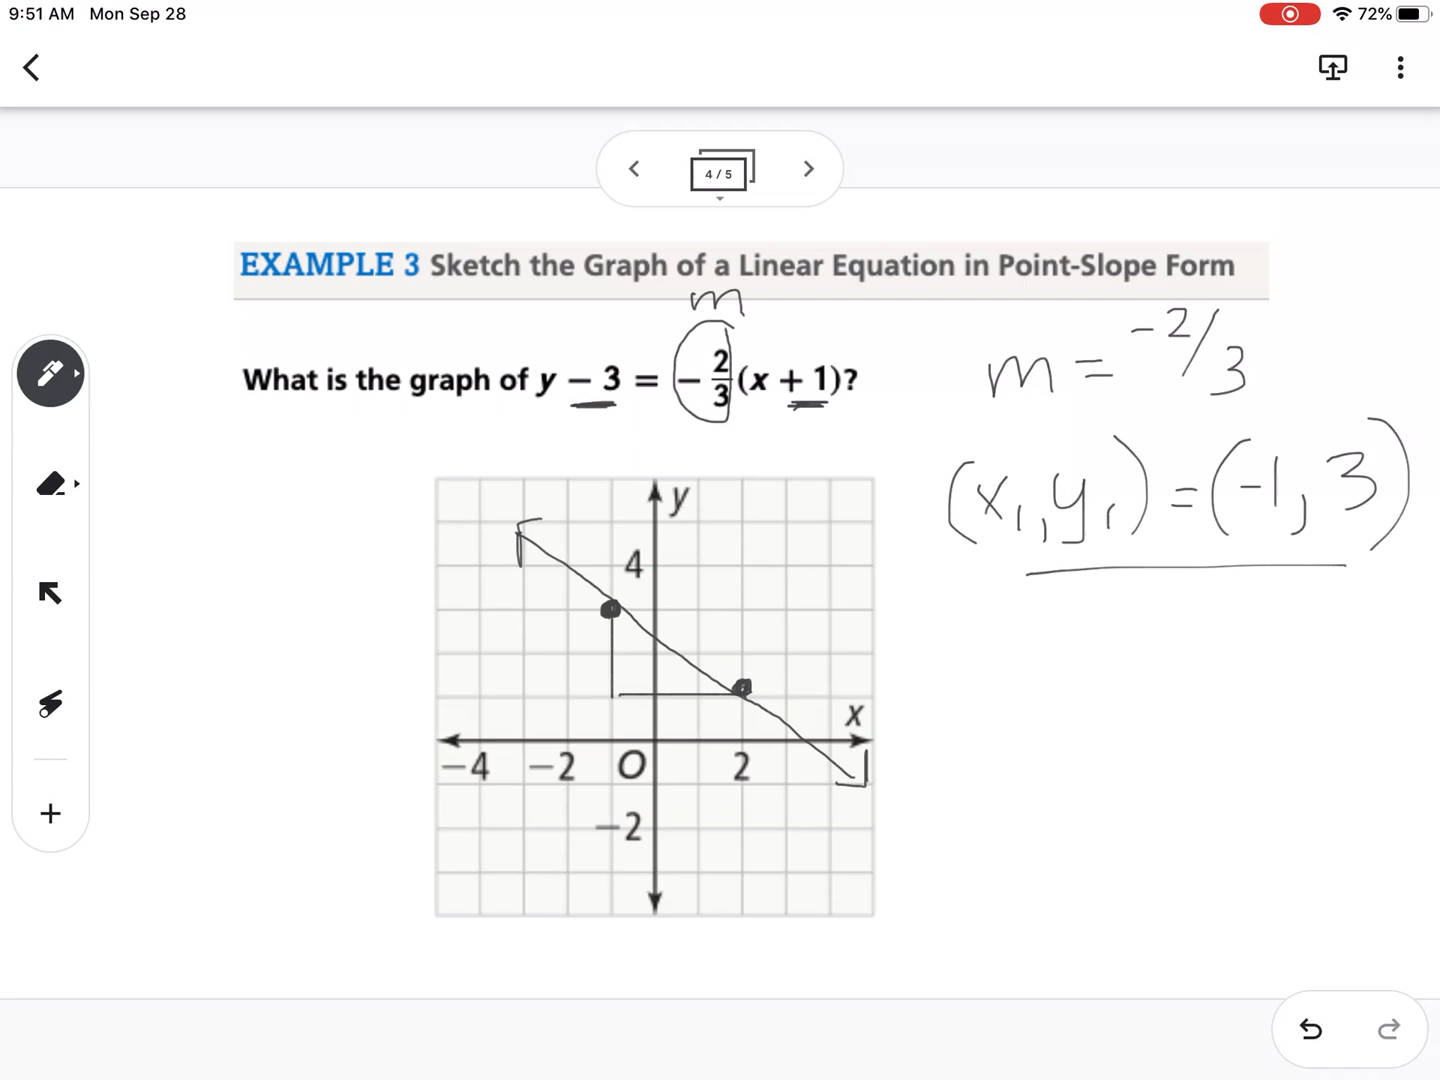 9:51 AM Mon Sep 28
72%
4 / 5
EXAMPLE 3 Sketch the Graph of a Linear Equation in Point-Slope Form
m
What is the graph of y − 3 = − 2/3 (x + 1)?
m = -2/3
(x₁, y₁) = (-1, 3)
y
4
x
−4 −2 O 2
−2